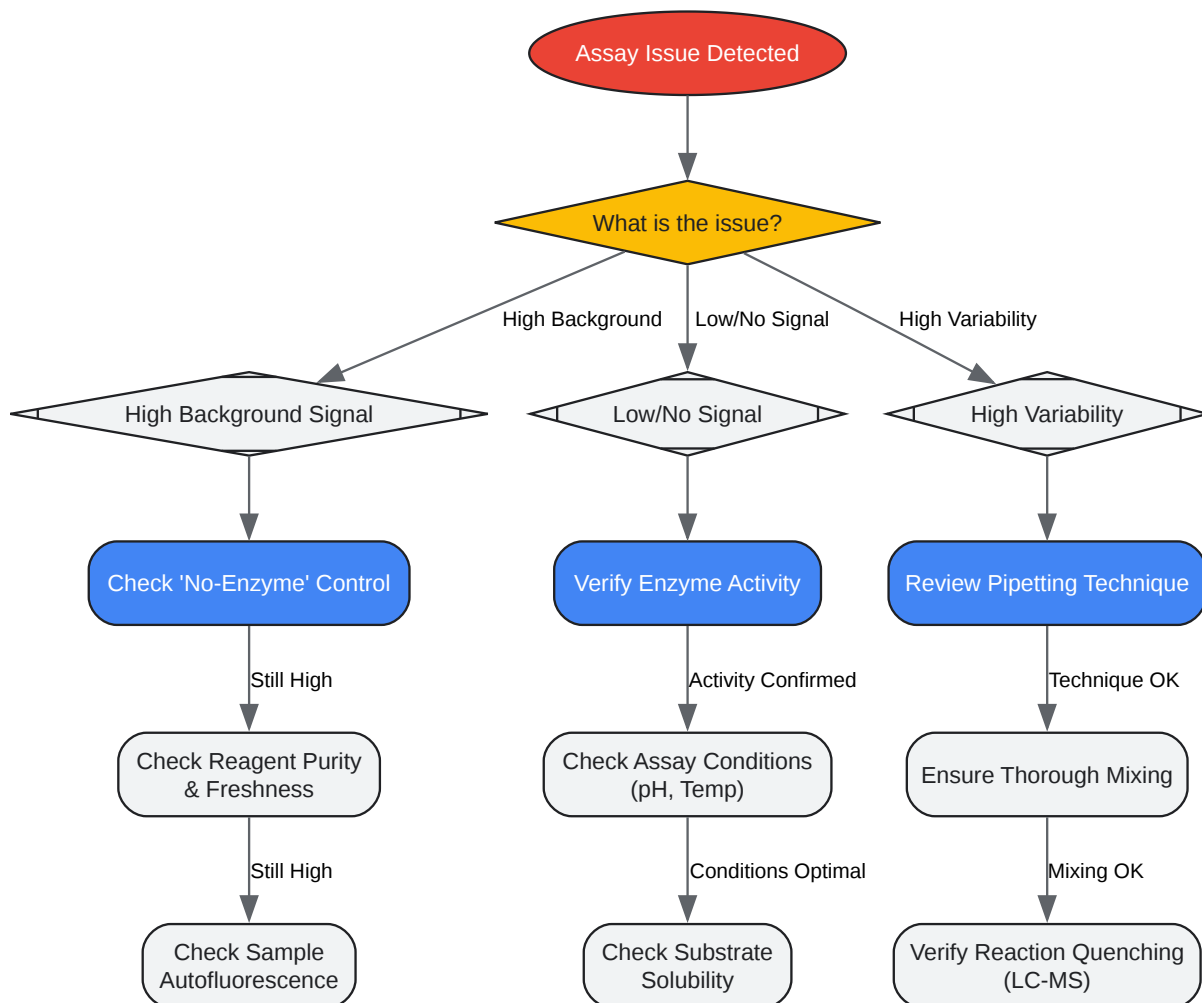 Assay Issue Detected
What is the issue?
High Background
Low/No Signal
High Variability
High Background Signal
Low/No Signal
High Variability
Check 'No-Enzyme' Control
Verify Enzyme Activity
Review Pipetting Technique
Still High
Activity Confirmed
Technique OK
Check Reagent Purity
& Freshness
Check Assay Conditions
(pH, Temp)
Ensure Thorough Mixing
Still High
Conditions Optimal
Mixing OK
Check Sample
Autofluorescence
Check Substrate
Solubility
Verify Reaction Quenching
(LC-MS)